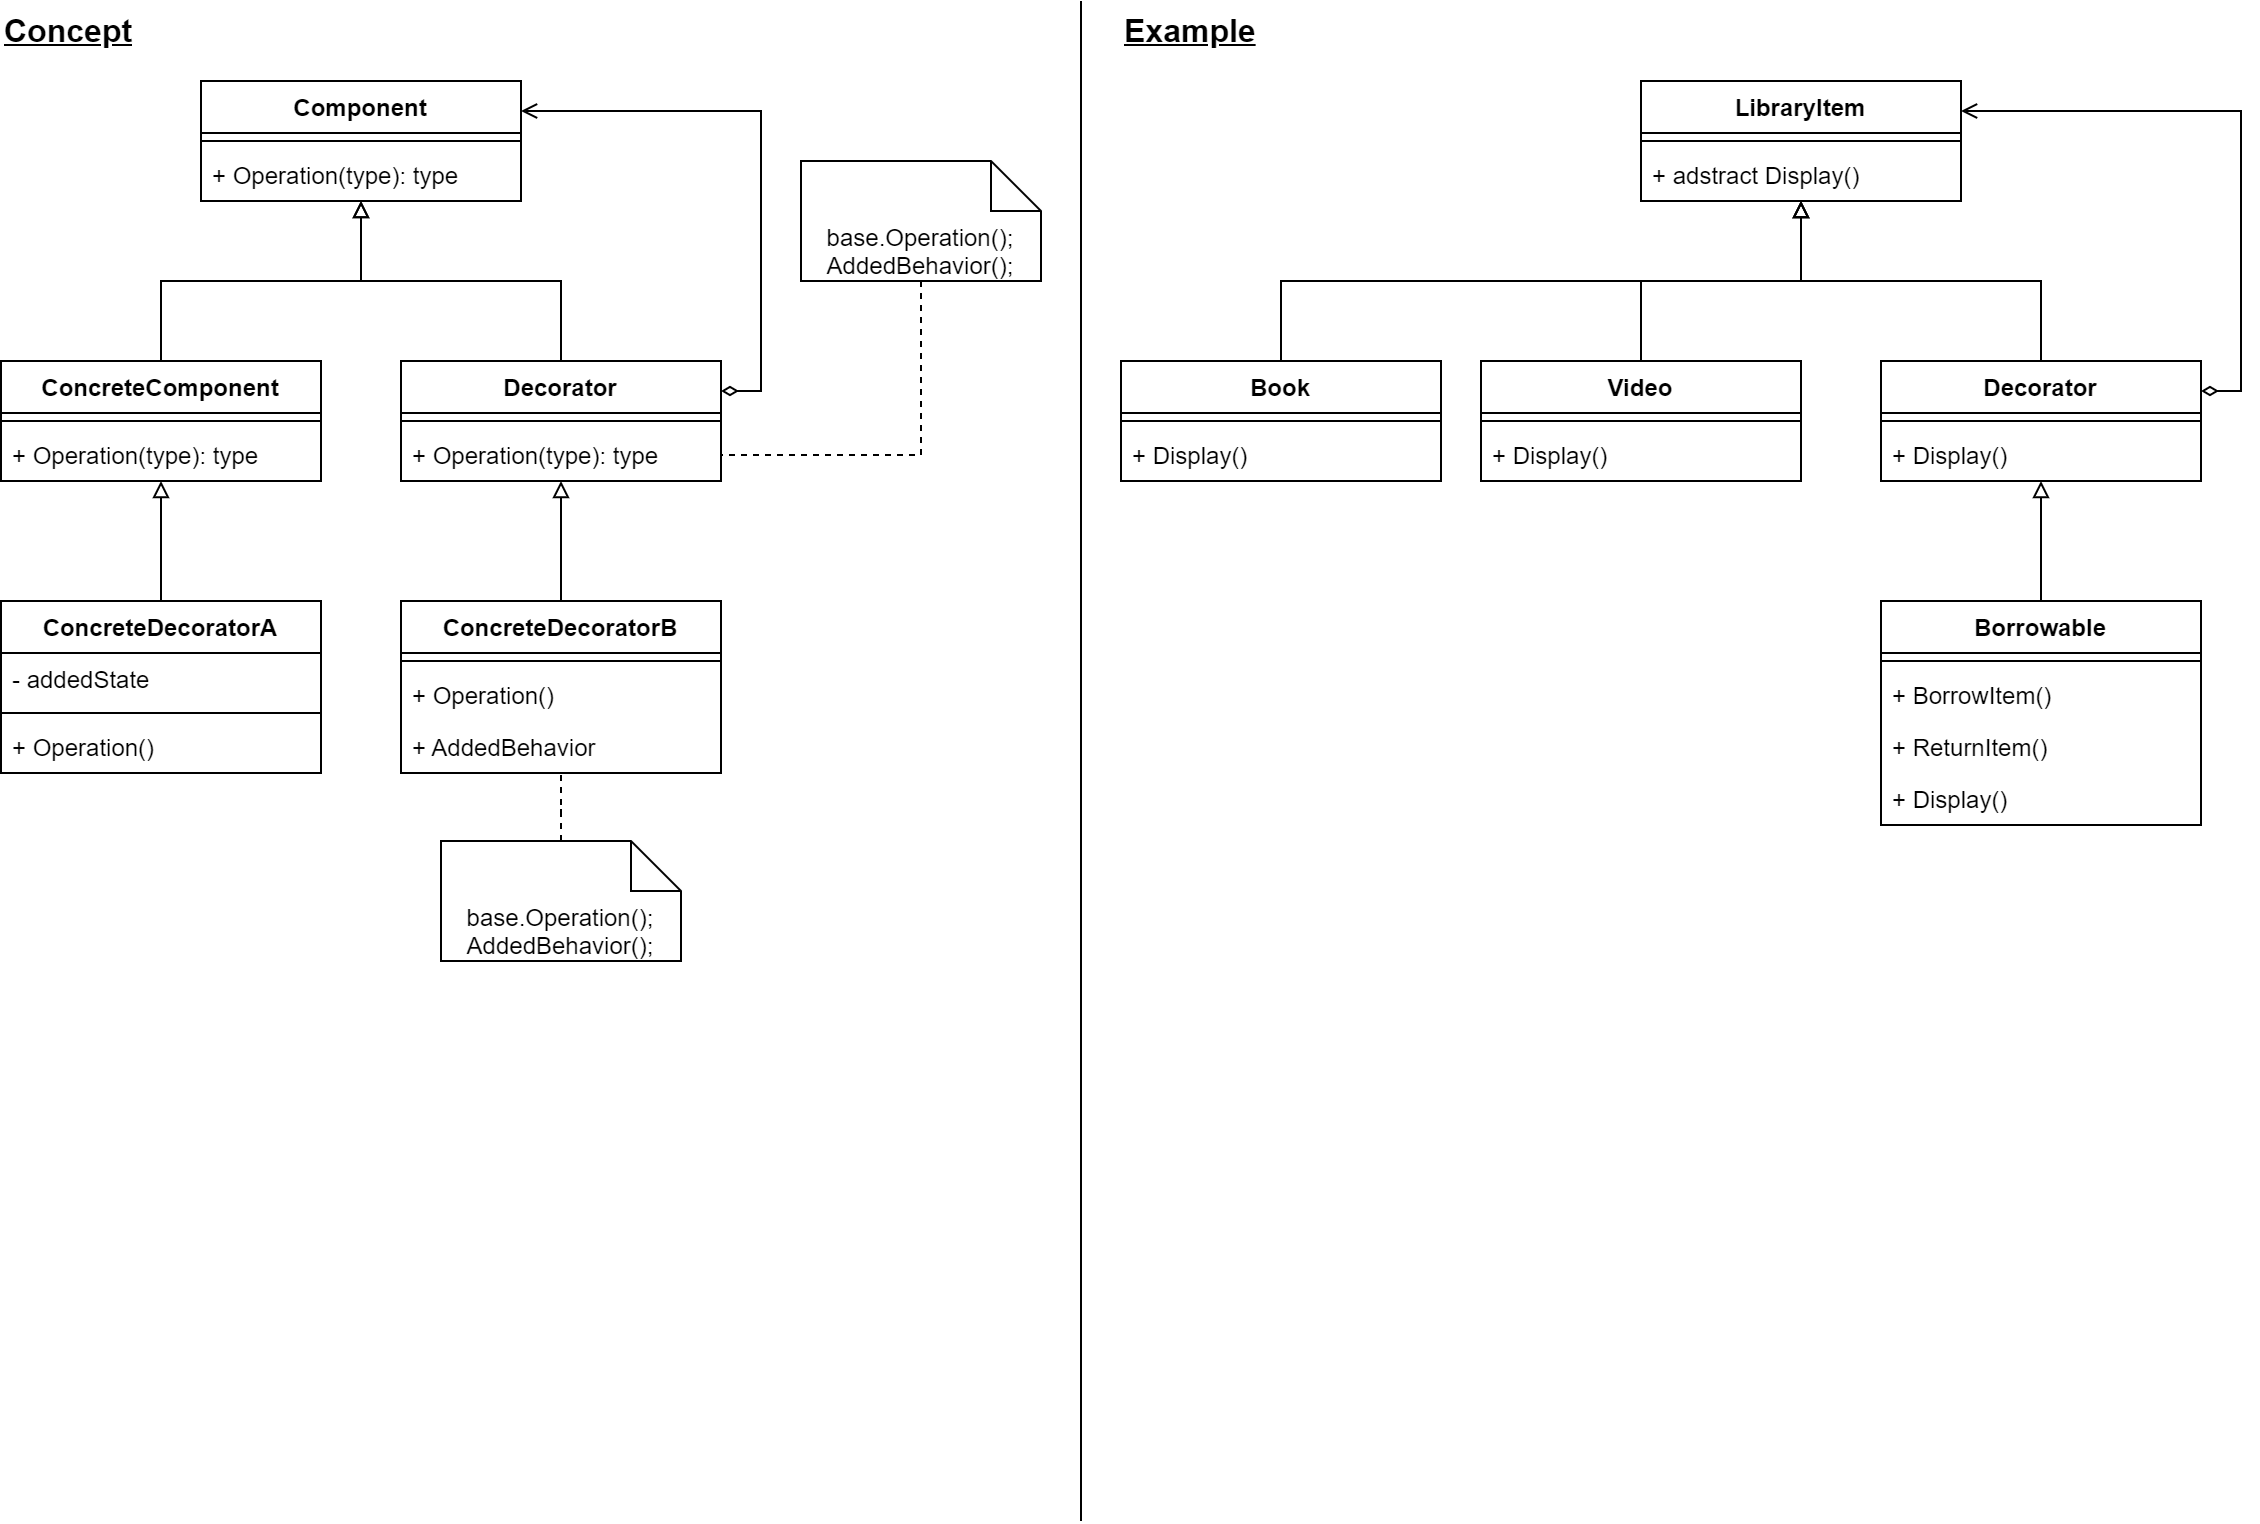 Concept
Component
+ Operation(type): type
base.Operation();
AddedBehavior();
ConcreteComponent
+ Operation(type): type
Decorator
+ Operation(type): type
ConcreteDecoratorA
- addedState
+ Operation()
ConcreteDecoratorB
+ Operation()
+ AddedBehavior
base.Operation();
AddedBehavior();
Example
LibraryItem
+ adstract Display()
Book
+ Display()
Video
+ Display()
Decorator
+ Display()
Borrowable
+ BorrowItem()
+ ReturnItem()
+ Display()